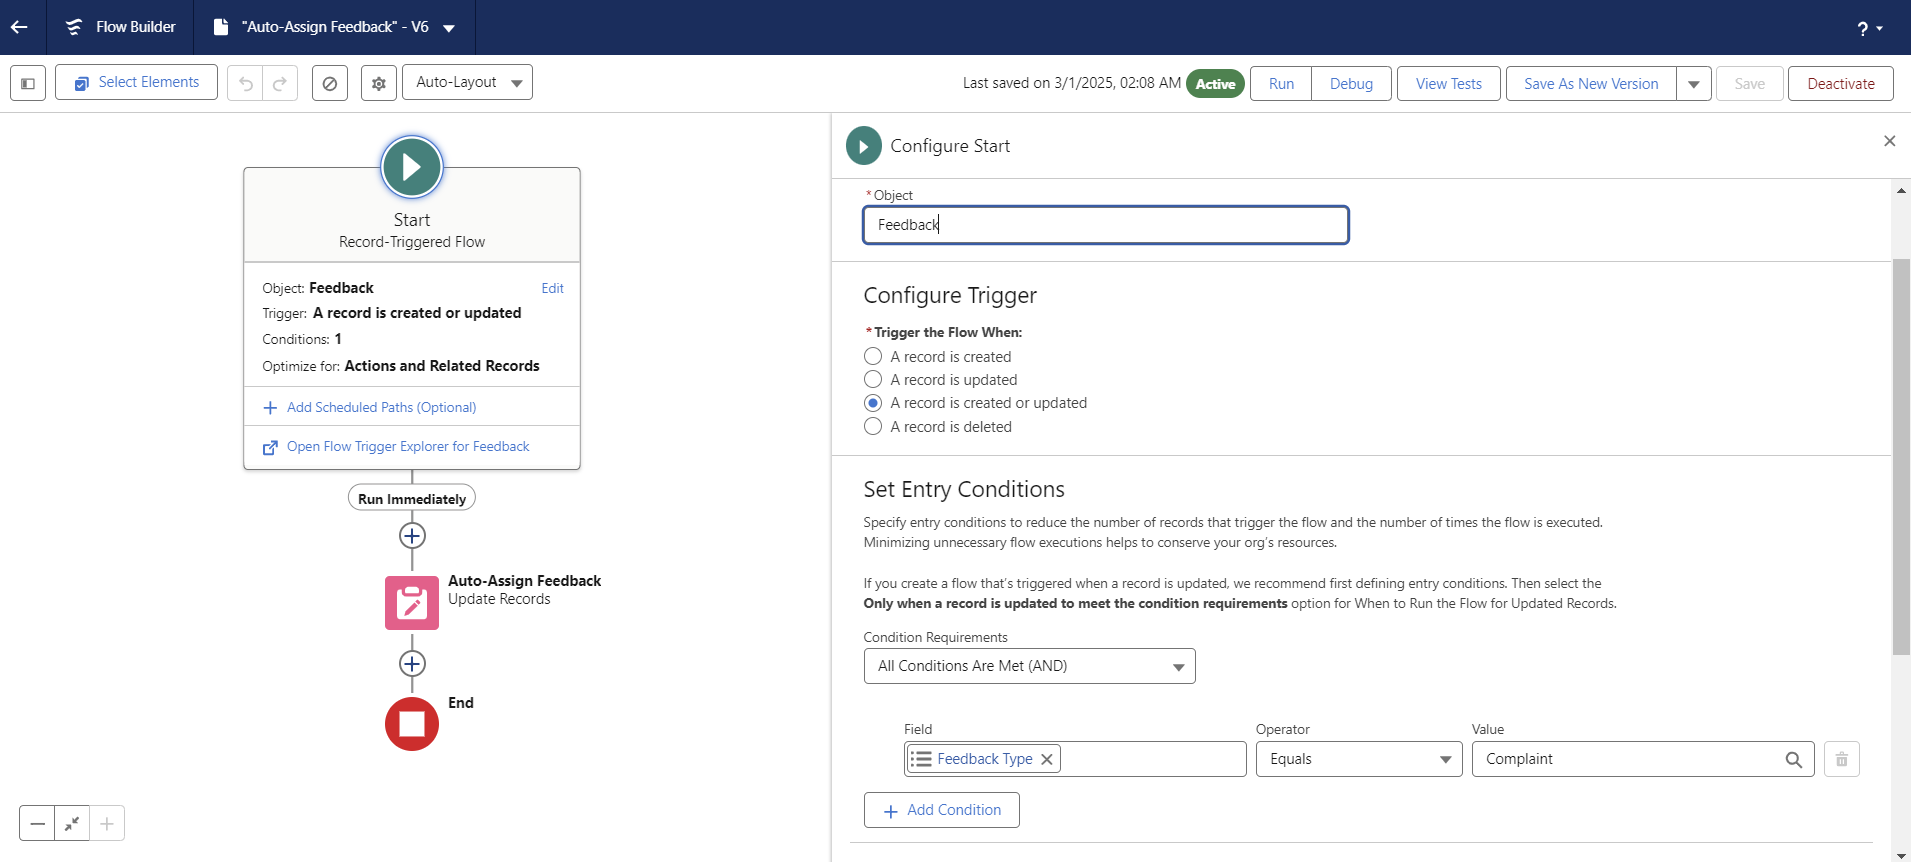 Flow Builder
"Auto-Assign Feedback" - V6
?
Select Elements
Auto-Layout
Last saved on 3/1/2025, 02:08 AM
Active
Run
Debug
View Tests
Save As New Version
Save
Deactivate
Start
Record-Triggered Flow
Object: Feedback
Edit
Trigger: A record is created or updated
Conditions: 1
Optimize for: Actions and Related Records
Add Scheduled Paths (Optional)
Open Flow Trigger Explorer for Feedback
Run Immediately
Auto-Assign Feedback
Update Records
End
Configure Start
* Object
Feedback
Configure Trigger
* Trigger the Flow When:
A record is created
A record is updated
A record is created or updated
A record is deleted
Set Entry Conditions
Specify entry conditions to reduce the number of records that trigger the flow and the number of times the flow is executed.
Minimizing unnecessary flow executions helps to conserve your org's resources.
If you create a flow that's triggered when a record is updated, we recommend first defining entry conditions. Then select the
Only when a record is updated to meet the condition requirements option for When to Run the Flow for Updated Records.
Condition Requirements
All Conditions Are Met (AND)
Field
Operator
Value
Feedback Type
Equals
Complaint
Add Condition